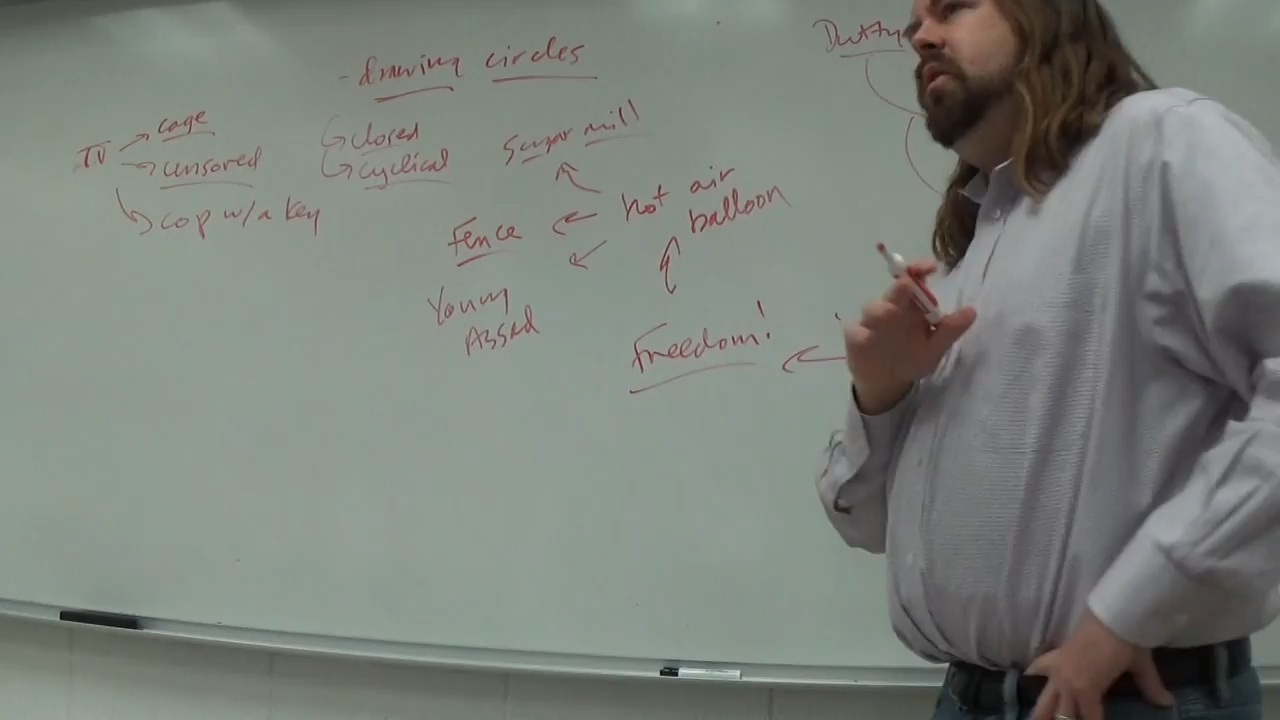 - drawing circles
Dutty
TV
cage
censored
cop w/a key
closed
cyclical
Sugar mill
hot air
balloon
Fence
Young
Assad
Freedom!